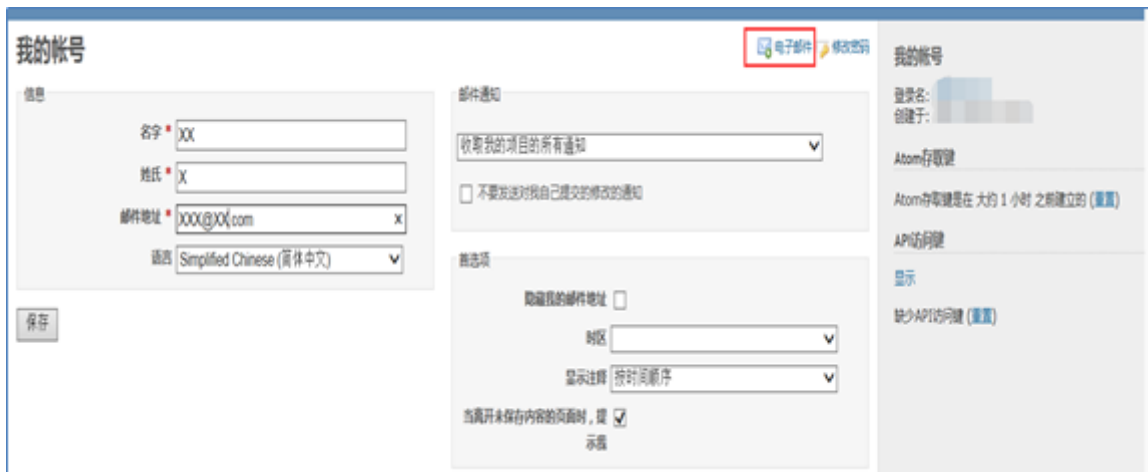 我的帐号
电子邮件 修改密码
信息
名字 * XX
姓氏 * X
邮件地址 * XXX@XX.com x
语言 Simplified Chinese (简体中文)
保存
邮件通知
收取我的项目的所有通知
不要发送对我自己提交的修改的通知
首选项
隐藏我的邮件地址
时区
显示注释 按时间顺序
当离开未保存内容的页面时，提
示我
我的帐号
登录名:
创建于:
Atom存取键
Atom存取键是在 大约 1 小时 之前建立的 (重置)
API访问键
显示
缺少API访问键 (重置)